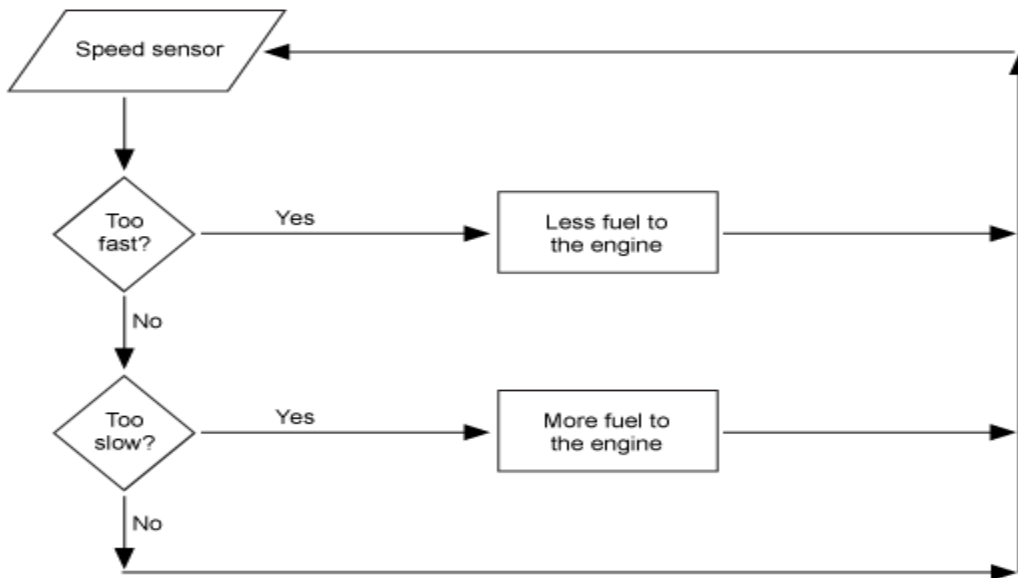 Speed sensor
Too
fast?
Yes
Less fuel to
the engine
No
Too
slow?
Yes
More fuel to
the engine
No